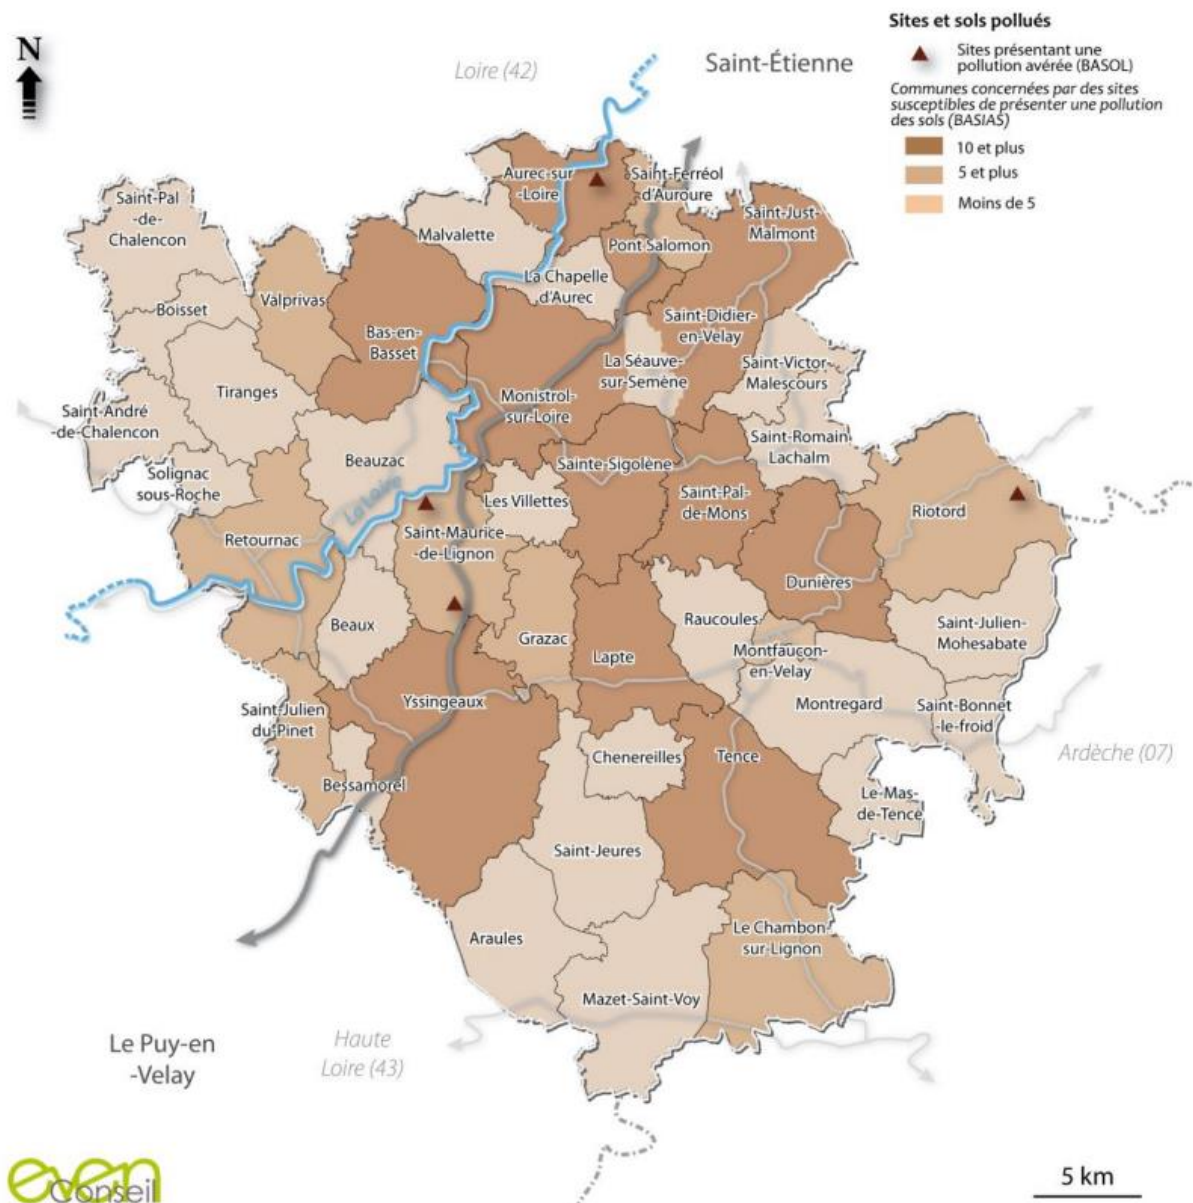 Sites et sols pollués
Sites présentant une
pollution avérée (BASOL)
Communes concernées par des sites
susceptibles de présenter une pollution
des sols (BASIAS)
10 et plus
5 et plus
Moins de 5
N
Loire (42)
Saint-Étienne
Aurec-sur
-Loire
Saint-Ferréol
d'Auroure
Saint-Pal
-de-
Chalencon
Malvalette
Saint-Just-
Malmont
Pont Salomon
La Chapelle
d'Aurec
Valprivas
Boisset
Bas-en-
Basset
Saint-Didier-
en-Velay
La Séauve-
sur-Semène
Saint-Victor-
Malescours
Tiranges
Monistrol-
sur-Loire
Saint-André
-de-Chalencon
Beauzac
Saint-Romain
Lachalm
Sainte-Sigolène
Solignac
sous-Roche
La Loire
Les Villettes
Saint-Pal-
de-Mons
Riotord
Retournac
Saint-Maurice
-de-Lignon
Dunières
Beaux
Grazac
Raucoules
Saint-Julien-
Mohesabate
Lapte
Montfaucon-
en-Velay
Yssingeaux
Montregard
Saint-Bonnet
-le-froid
Saint-Julien
du-Pinet
Chenereilles
Tence
Ardèche (07)
Bessamorel
Le-Mas-
de-Tence
Saint-Jeures
Araules
Le Chambon
sur-Lignon
Mazet-Saint-Voy
Le Puy-en
-Velay
Haute
Loire (43)
even
Conseil
5 km